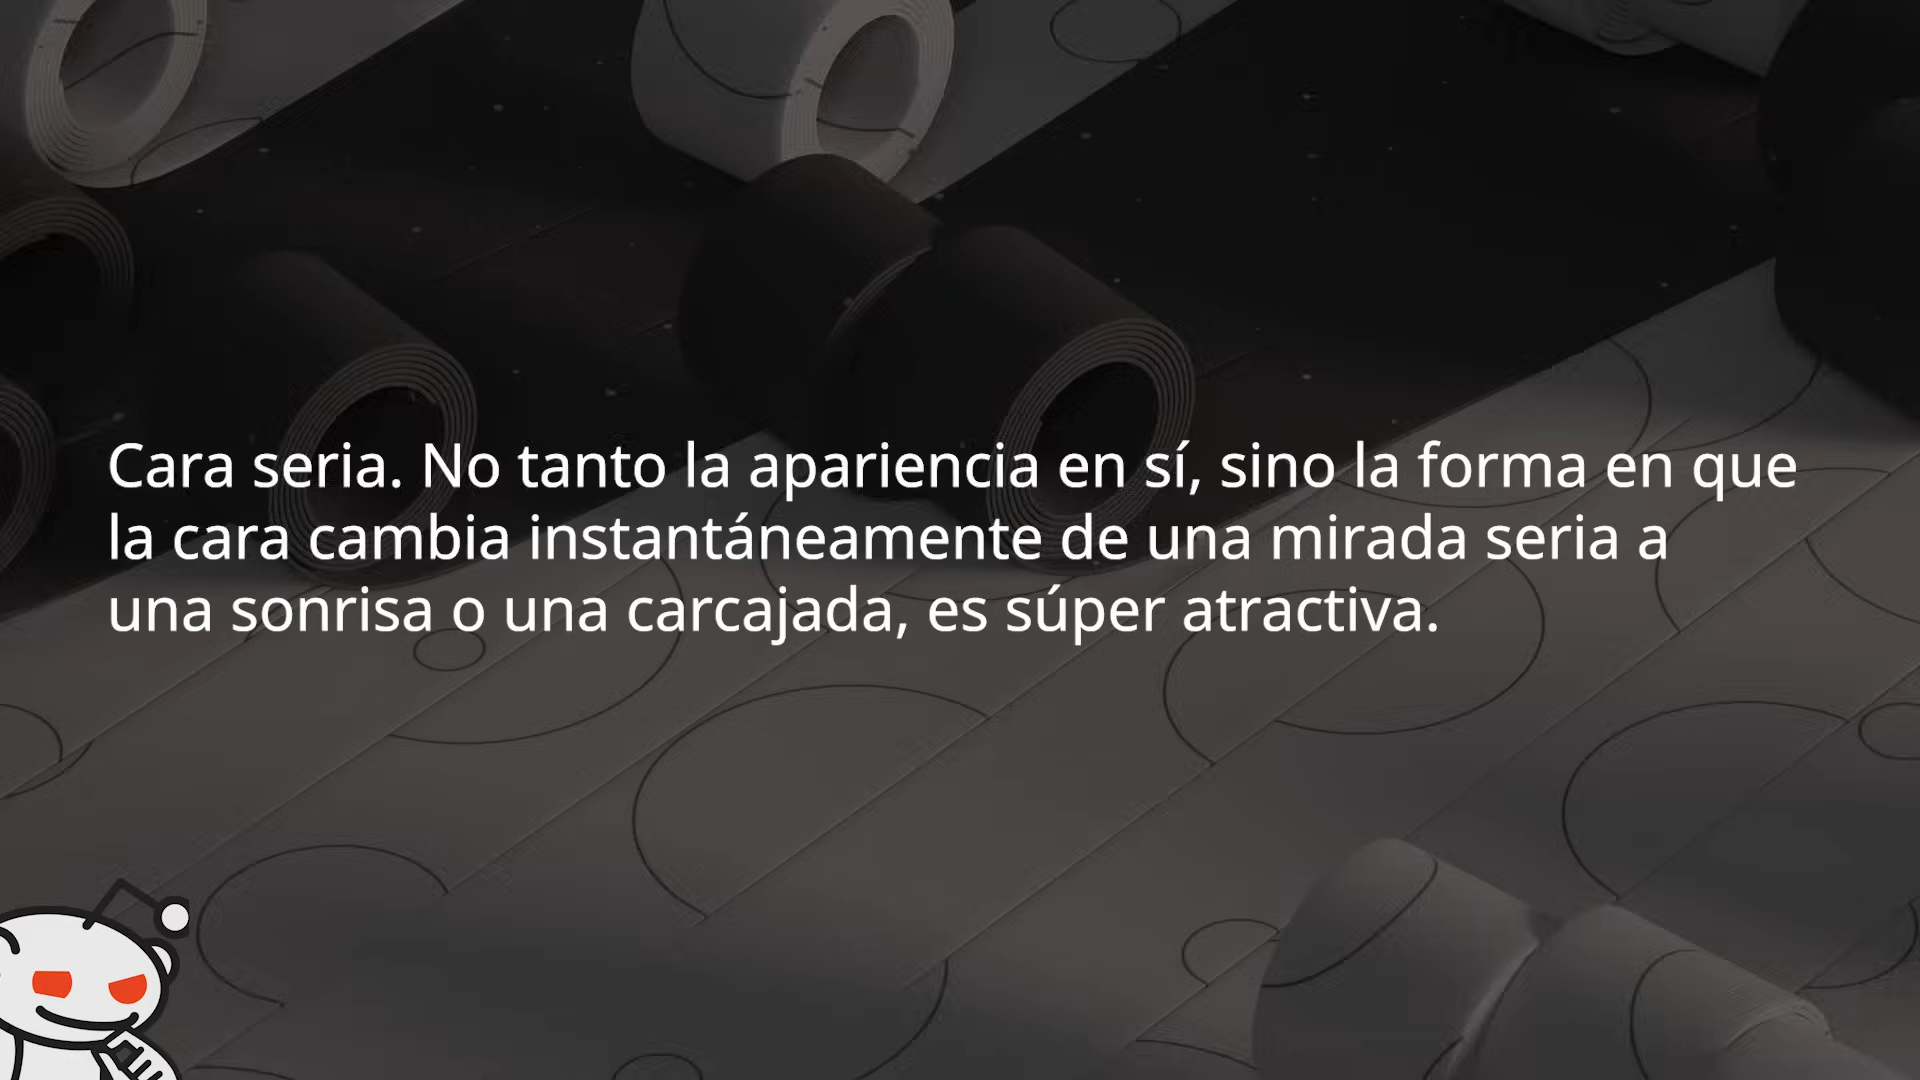 Cara seria. No tanto la apariencia en sí, sino la forma en que
la cara cambia instantáneamente de una mirada seria a
una sonrisa o una carcajada, es súper atractiva.